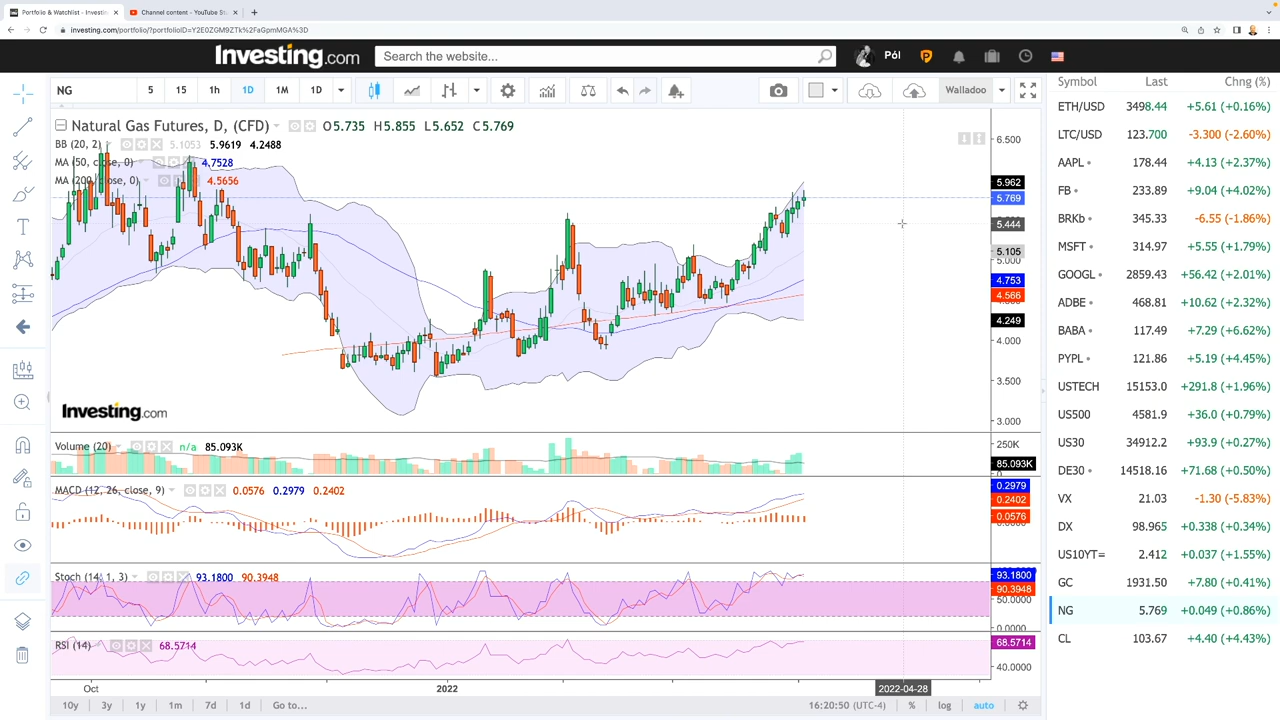 Portfolio & Watchlist - Investin
Channel content - YouTube St
investing.com/portfolio/?portfolioID=Y2E0ZGM9ZTk%2FaGpmMGA%3D
Investing.com
Search the website...
Pól
NG 5 15 1h 1D 1M 1D
Walladoo
Natural Gas Futures, D, (CFD) O5.735 H5.855 L5.652 C5.769
BB (20, 2) 5.1053 5.9619 4.2488
MA (50, close, 0) 4.7528
MA (200, close, 0) 4.5656
6.500
5.962
5.769
5.444
5.105
5.000
4.753
4.566
4.249
4.000
3.500
3.000
Investing.com
Volume (20) n/a 85.093K
250K
85.093K
MACD (12, 26, close, 9) 0.0576 0.2979 0.2402
0.2979
0.2402
0.0576
Stoch (14, 1, 3) 93.1800 90.3948
93.1800
90.3948
50.0000
0.0000
RSI (14) 68.5714
68.5714
40.0000
Oct 2022 2022-04-28
10y 3y 1y 1m 7d 1d Go to...
16:20:50 (UTC-4) % log auto
Symbol Last Chng (%)
ETH/USD 3498.44 +5.61 (+0.16%)
LTC/USD 123.700 -3.300 (-2.60%)
AAPL 178.44 +4.13 (+2.37%)
FB 233.89 +9.04 (+4.02%)
BRKb 345.33 -6.55 (-1.86%)
MSFT 314.97 +5.55 (+1.79%)
GOOGL 2859.43 +56.42 (+2.01%)
ADBE 468.81 +10.62 (+2.32%)
BABA 117.49 +7.29 (+6.62%)
PYPL 121.86 +5.19 (+4.45%)
USTECH 15153.0 +291.8 (+1.96%)
US500 4581.9 +36.0 (+0.79%)
US30 34912.2 +93.9 (+0.27%)
DE30 14518.16 +71.68 (+0.50%)
VX 21.03 -1.30 (-5.83%)
DX 98.965 +0.338 (+0.34%)
US10YT= 2.412 +0.037 (+1.55%)
GC 1931.50 +7.80 (+0.41%)
NG 5.769 +0.049 (+0.86%)
CL 103.67 +4.40 (+4.43%)